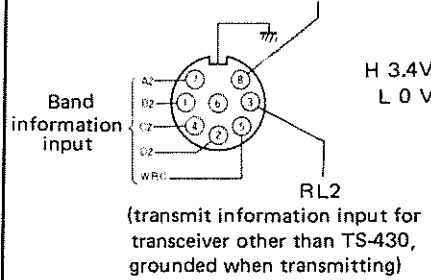 H 3.4V
L 0 V
A2
7
8
Band
B2
1
6
3
information
C2
4
5
input
D2
2
WRC
RL2
(transmit information input for
transceiver other than TS-430,
grounded when transmitting)